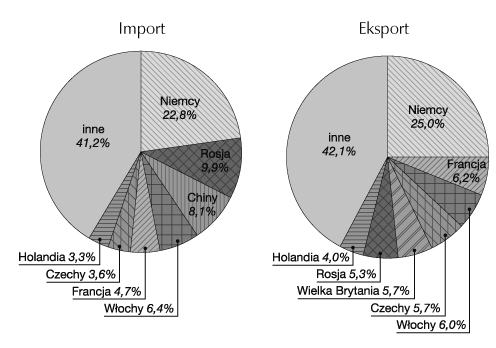 Import
Niemcy
22,8%
Rosja
9,9%
Chiny
8,1%
Włochy 6,4%
Francja 4,7%
Czechy 3,6%
Holandia 3,3%
inne
41,2%
Eksport
Niemcy
25,0%
Francja
6,2%
Włochy 6,0%
Czechy 5,7%
Wielka Brytania 5,7%
Rosja 5,3%
Holandia 4,0%
inne
42,1%